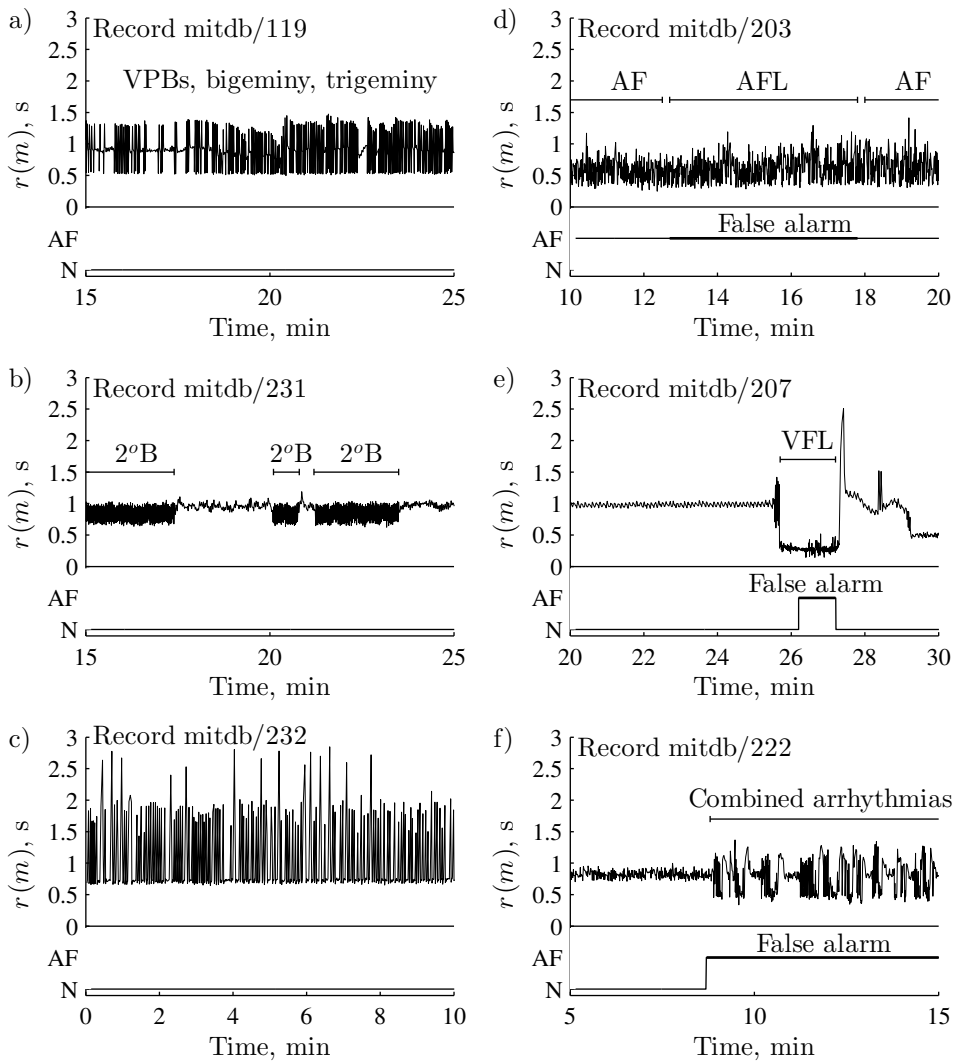 a)
Record mitdb/119
VPBs, bigeminy, trigeminy
r(m), s
3
2.5
2
1.5
1
0.5
0
AF
N
15 20 25
Time, min
b)
Record mitdb/231
2ºB 2ºB 2ºB
r(m), s
3
2.5
2
1.5
1
0.5
0
AF
N
15 20 25
Time, min
c)
Record mitdb/232
r(m), s
3
2.5
2
1.5
1
0.5
0
AF
N
0 2 4 6 8 10
Time, min
d)
Record mitdb/203
AF AFL AF
r(m), s
3
2.5
2
1.5
1
0.5
0
False alarm
AF
N
10 12 14 16 18 20
Time, min
e)
Record mitdb/207
VFL
r(m), s
3
2.5
2
1.5
1
0.5
0
False alarm
AF
N
20 22 24 26 28 30
Time, min
f)
Record mitdb/222
Combined arrhythmias
r(m), s
3
2.5
2
1.5
1
0.5
0
False alarm
AF
N
5 10 15
Time, min